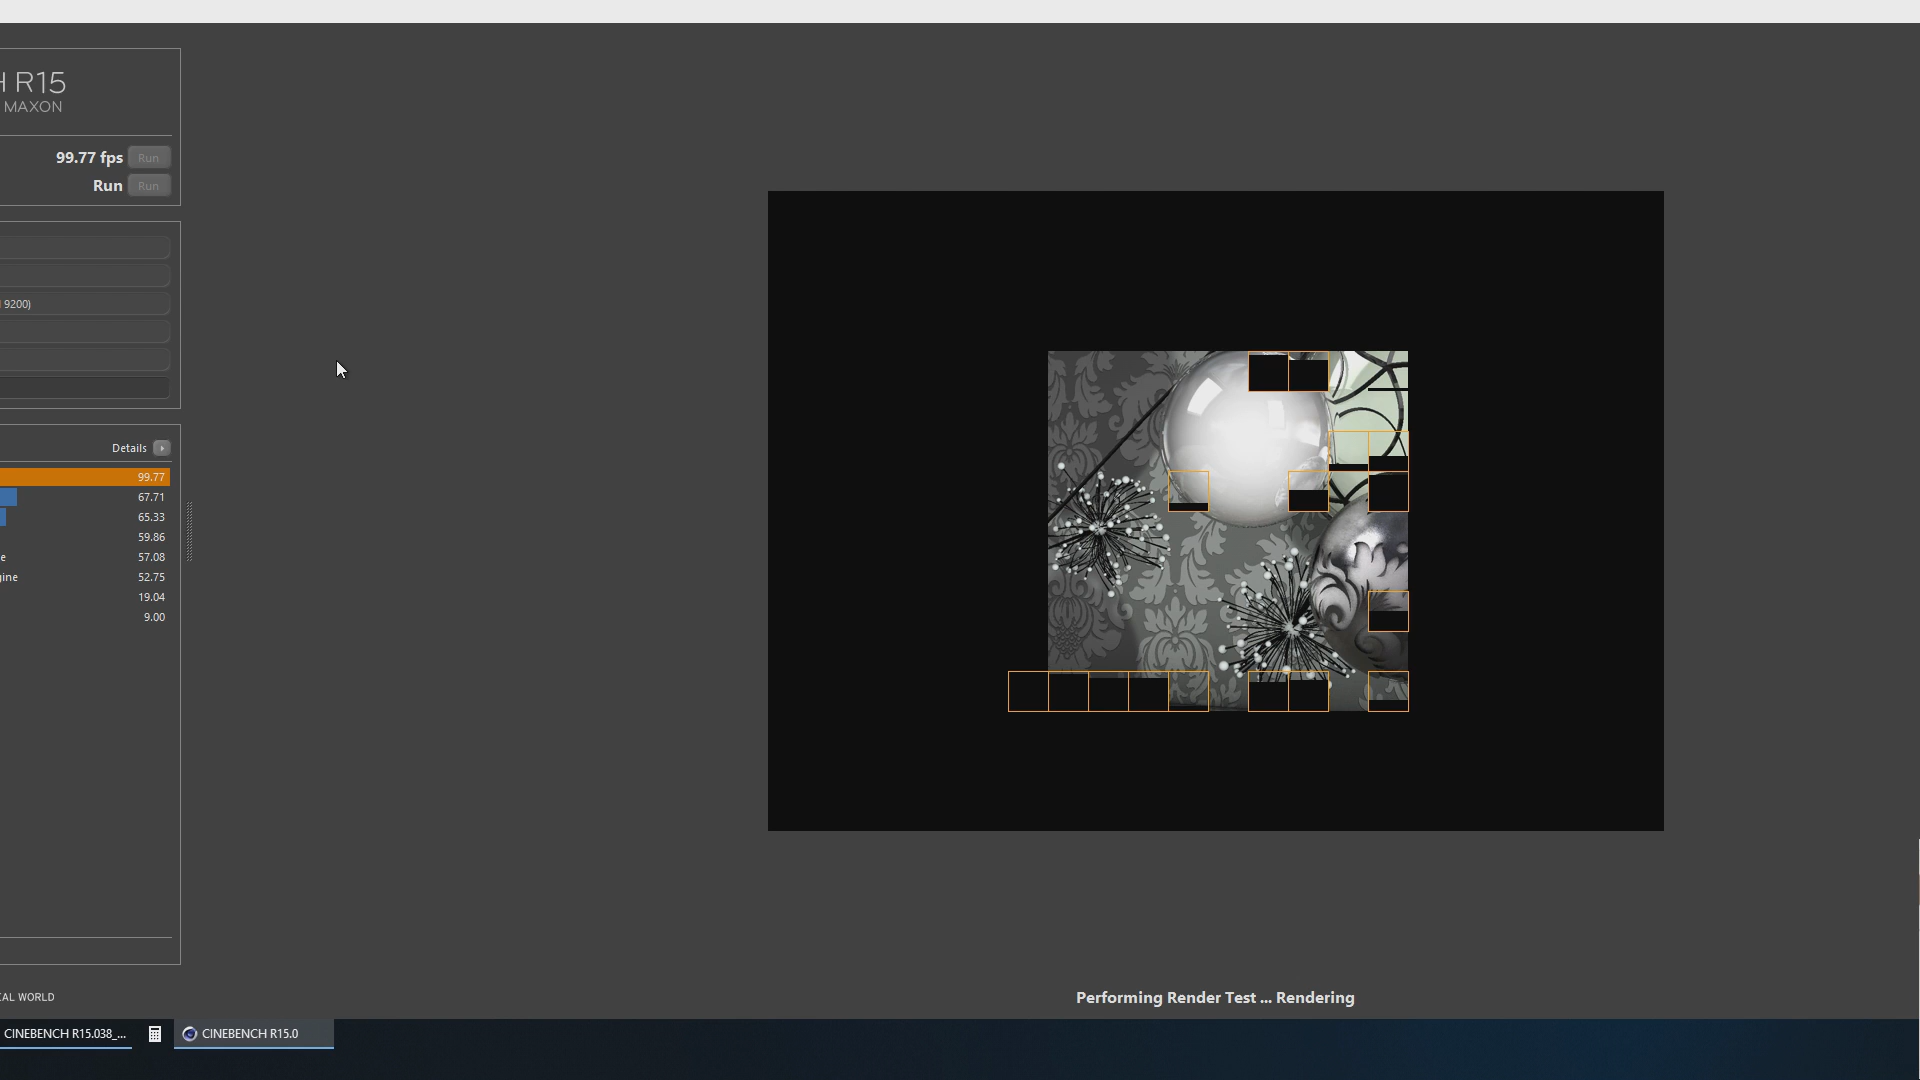 H R15
MAXON
99.77 fps Run
Run Run
9200)
Details
99.77
67.71
65.33
59.86
e 57.08
gine 52.75
19.04
9.00
CAL WORLD
Performing Render Test ... Rendering
CINEBENCH R15.038_...
CINEBENCH R15.0